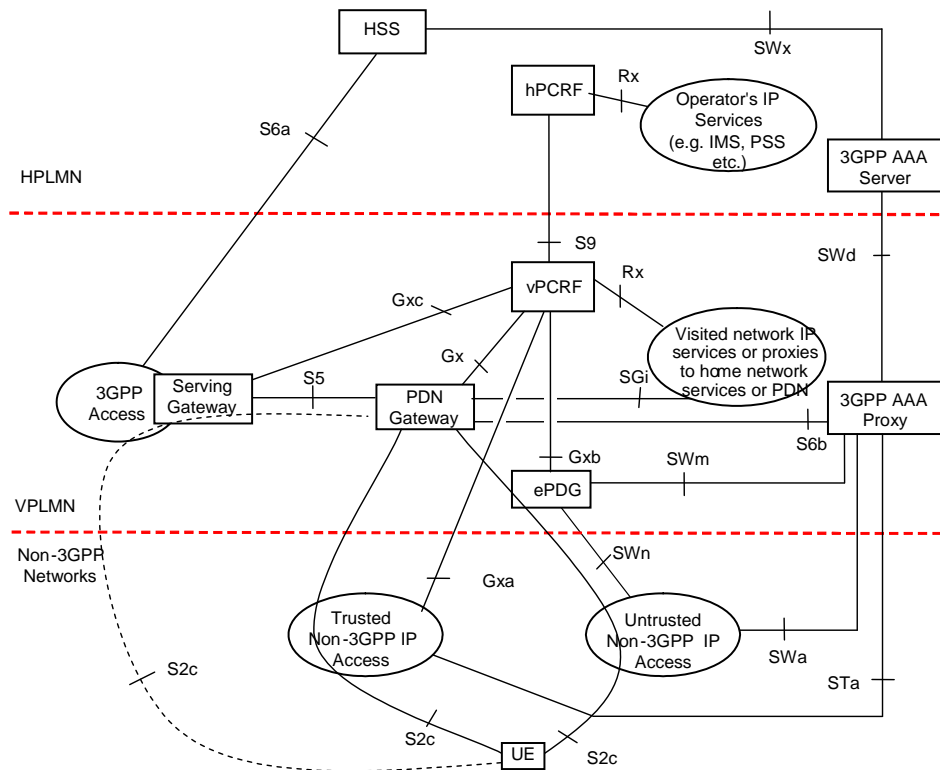 HSS
SWx
hPCRF
Rx
Operator's IP
Services
(e.g. IMS, PSS
etc.)
S6a
3GPP AAA
Server
HPLMN
S9
SWd
vPCRF
Rx
Gxc
Visited network IP
services or proxies
to home network
services or PDN
Gx
3GPP
Access
Serving
Gateway
S5
PDN
Gateway
SGi
3GPP AAA
Proxy
S6b
Gxb
SWm
ePDG
VPLMN
Non-3GPP
Networks
SWn
Gxa
Trusted
Non-3GPP IP
Access
Untrusted
Non-3GPP IP
Access
SWa
S2c
STa
S2c
UE
S2c